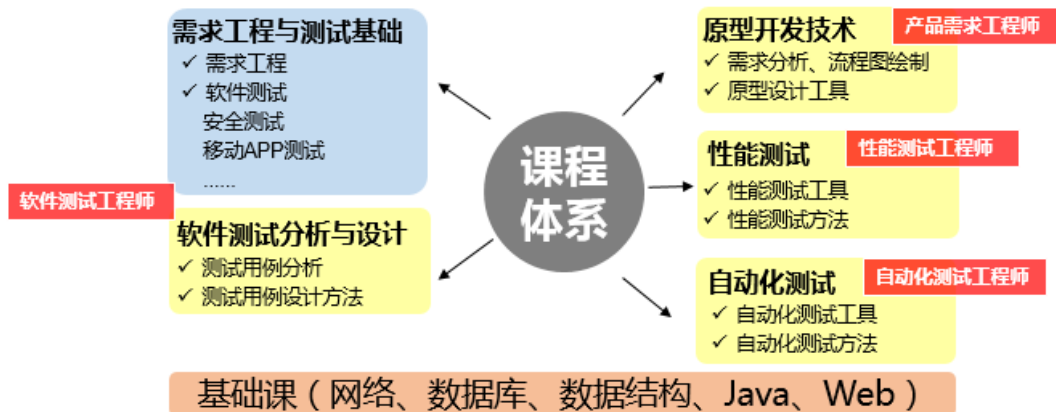 需求工程与测试基础
✓ 需求工程
✓ 软件测试
安全测试
移动APP测试
......
软件测试工程师
软件测试分析与设计
✓ 测试用例分析
✓ 测试用例设计方法
课程
体系
原型开发技术
产品需求工程师
✓ 需求分析、流程图绘制
✓ 原型设计工具
性能测试
性能测试工程师
✓ 性能测试工具
✓ 性能测试方法
自动化测试
自动化测试工程师
✓ 自动化测试工具
✓ 自动化测试方法
基础课（网络、数据库、数据结构、Java、Web）